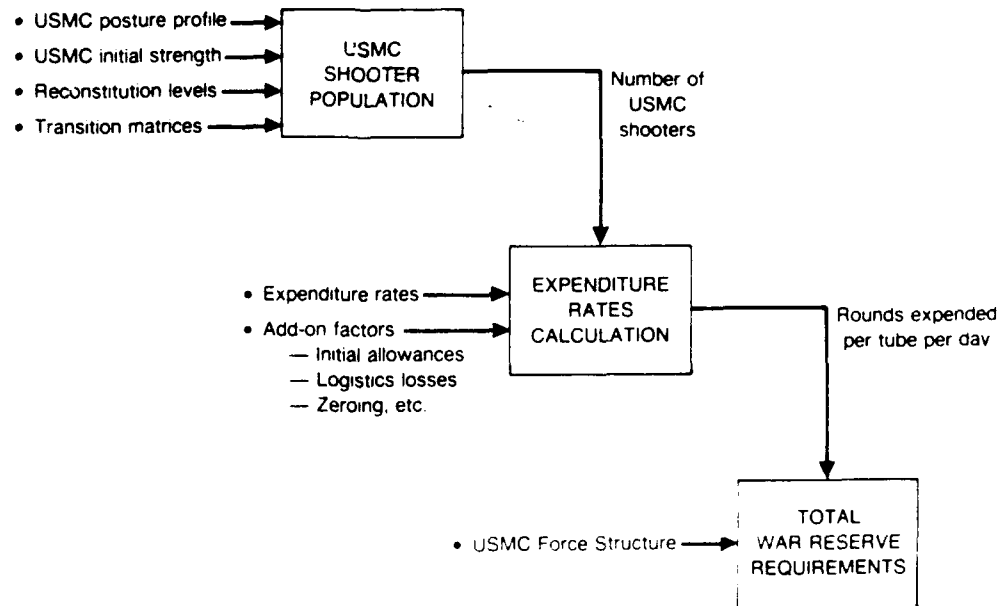 • USMC posture profile
• USMC initial strength
• Reconstitution levels
• Transition matrices
USMC
SHOOTER
POPULATION
Number of
USMC
shooters
• Expenditure rates
• Add-on factors
— Initial allowances
— Logistics losses
— Zeroing, etc.
EXPENDITURE
RATES
CALCULATION
Rounds expended
per tube per day
• USMC Force Structure
TOTAL
WAR RESERVE
REQUIREMENTS